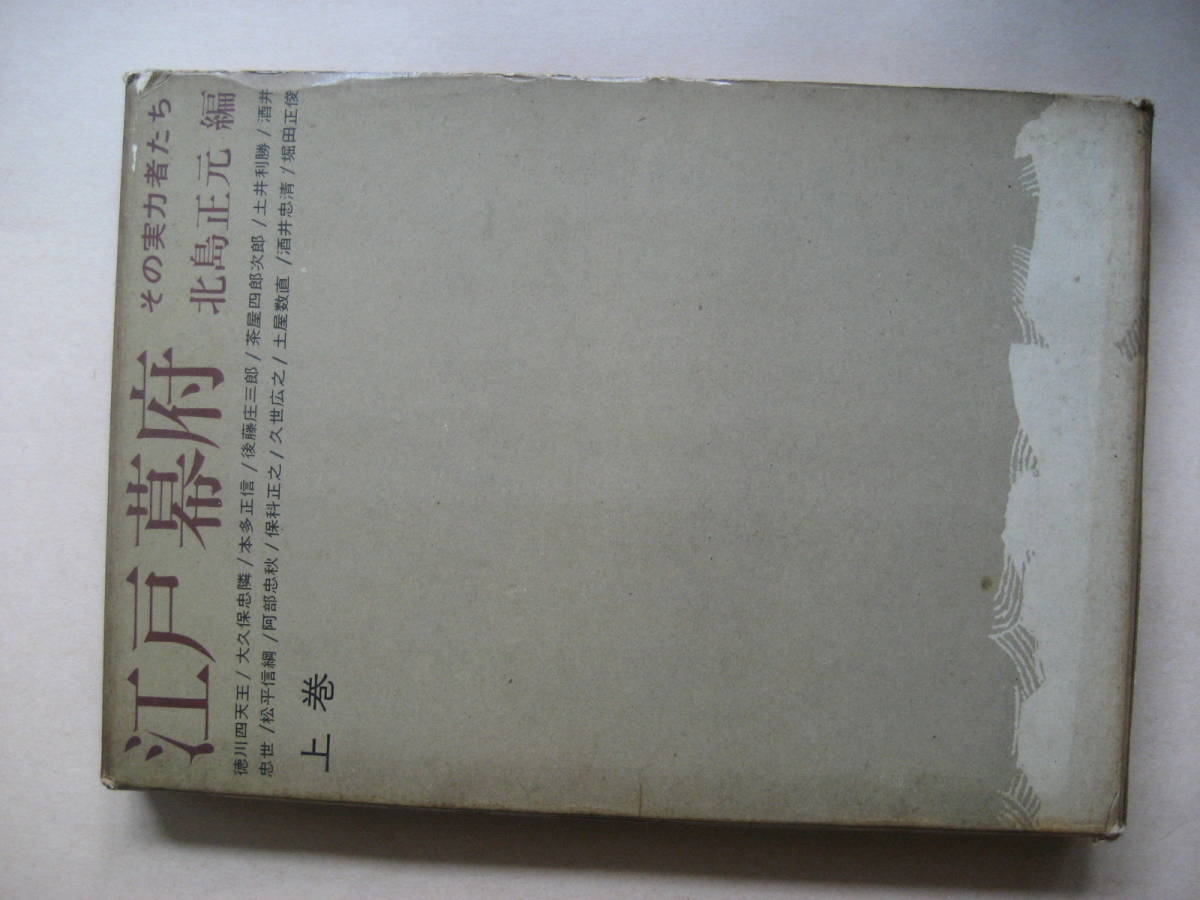 江戸幕府 その実力者たち
北島正元 編
徳川四天王/大久保忠隣/本多正信/後藤庄三郎/茶屋四郎次郎/土井利勝/酒井
忠世/松平信綱/阿部忠秋/保科正之/久世広之/土屋数直/酒井忠清/堀田正俊
上巻